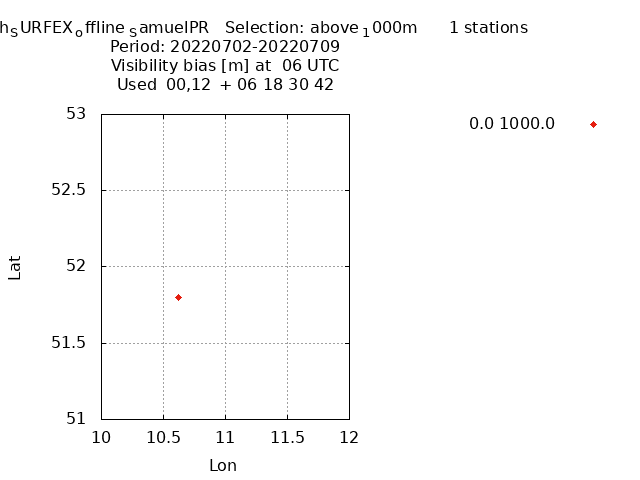 hSURFEXoffline SamuelPR Selection: above 1000m 1 stations
Period: 20220702-20220709
Visibility bias [m] at 06 UTC
Used 00,12 + 06 18 30 42
0.0 1000.0
53
52.5
52
51.5
51
Lat
10 10.5 11 11.5 12
Lon